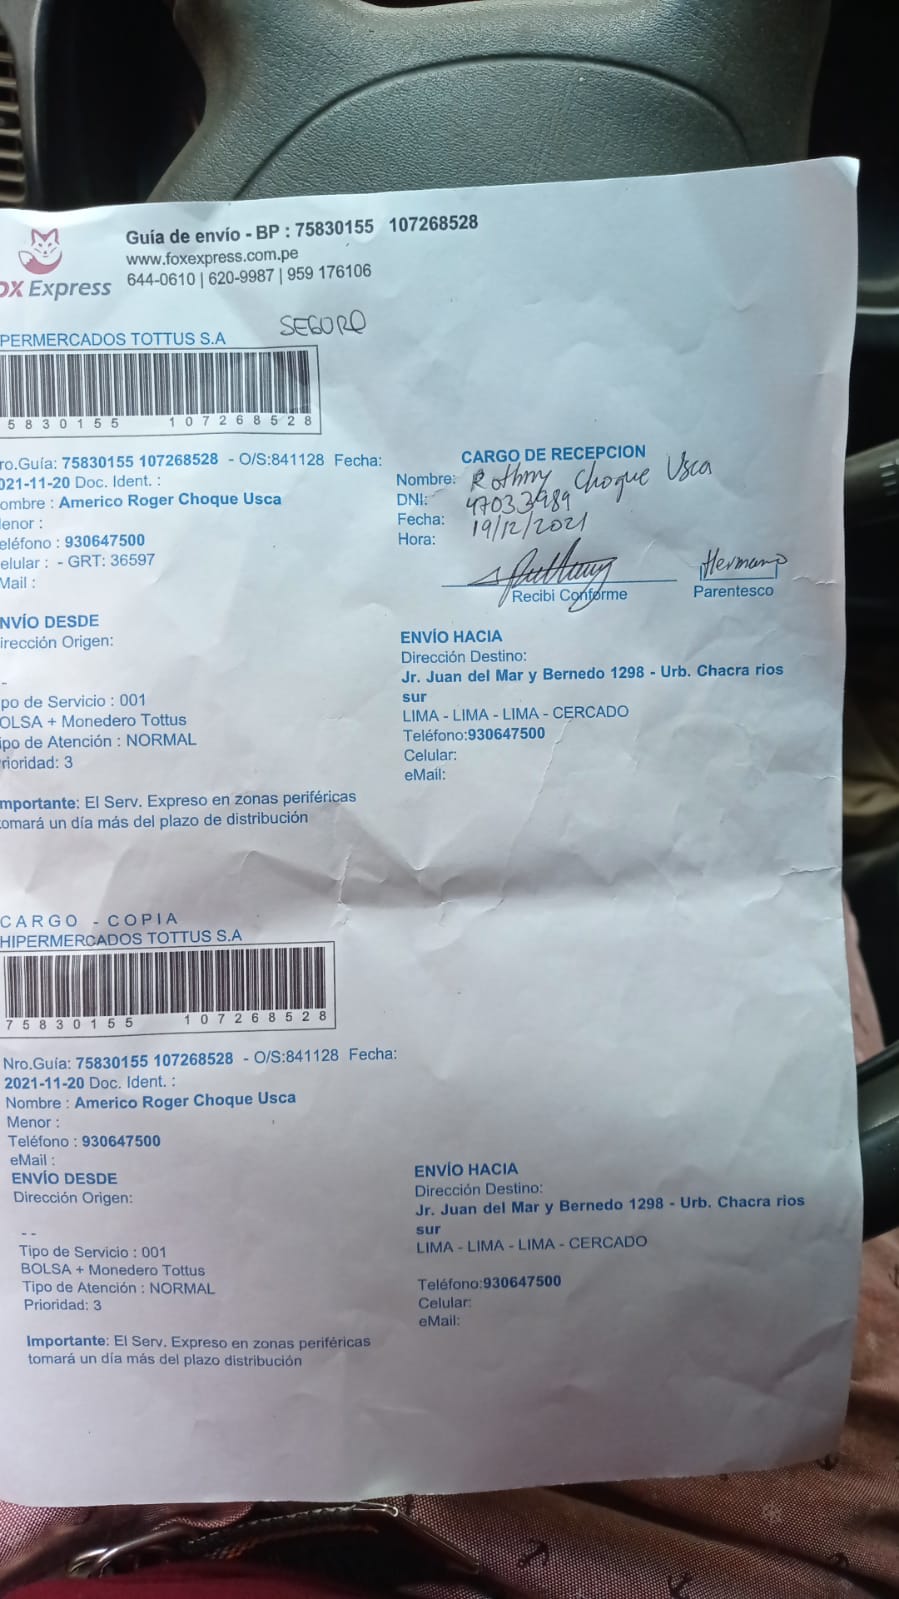 Guía de envío - BP : 75830155 107268528
www.foxexpress.com.pe
644-0610 | 620-9987 | 959 176106
OX Express
SEGURO
PERMERCADOS TOTTUS S.A
5 8 3 0 1 5 5 1 0 7 2 6 8 5 2 8
ro.Guía: 75830155 107268528 - O/S:841128 Fecha:
021-11-20 Doc. Ident. :
ombre : Americo Roger Choque Usca
enor :
eléfono : 930647500
elular : - GRT: 36597
Mail :
CARGO DE RECEPCION
Nombre: Rothny Choque Usca
DNI: 47033989
Fecha: 19/12/2021
Hora:
Recibi Conforme
Hermano
Parentesco
NVÍO DESDE
irección Origen:
--
po de Servicio : 001
OLSA + Monedero Tottus
ipo de Atención : NORMAL
rioridad: 3
ENVÍO HACIA
Dirección Destino:
Jr. Juan del Mar y Bernedo 1298 - Urb. Chacra rios
sur
LIMA - LIMA - LIMA - CERCADO
Teléfono:930647500
Celular:
eMail:
mportante: El Serv. Expreso en zonas periféricas
tomará un día más del plazo de distribución
CARGO - COPIA
HIPERMERCADOS TOTTUS S.A
7 5 8 3 0 1 5 5 1 0 7 2 6 8 5 2 8
Nro.Guía: 75830155 107268528 - O/S:841128 Fecha:
2021-11-20 Doc. Ident. :
Nombre : Americo Roger Choque Usca
Menor :
Teléfono : 930647500
eMail :
ENVÍO DESDE
Dirección Origen:
--
Tipo de Servicio : 001
BOLSA + Monedero Tottus
Tipo de Atención : NORMAL
Prioridad: 3
ENVÍO HACIA
Dirección Destino:
Jr. Juan del Mar y Bernedo 1298 - Urb. Chacra rios
sur
LIMA - LIMA - LIMA - CERCADO
Teléfono:930647500
Celular:
eMail:
Importante: El Serv. Expreso en zonas periféricas
tomará un día más del plazo distribución